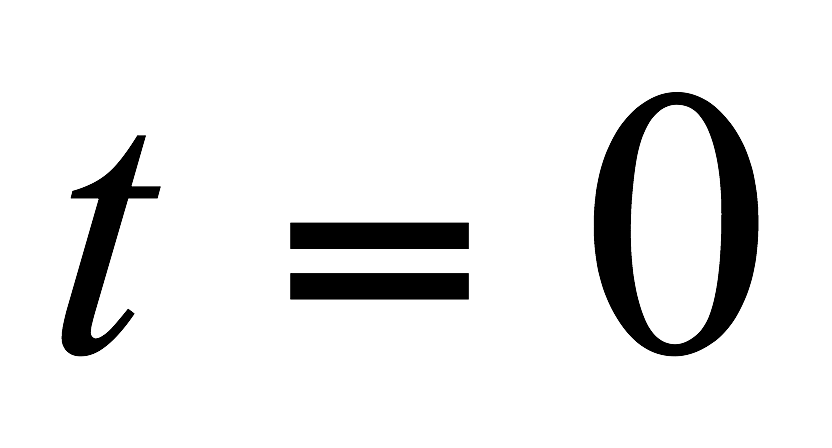 t = 0